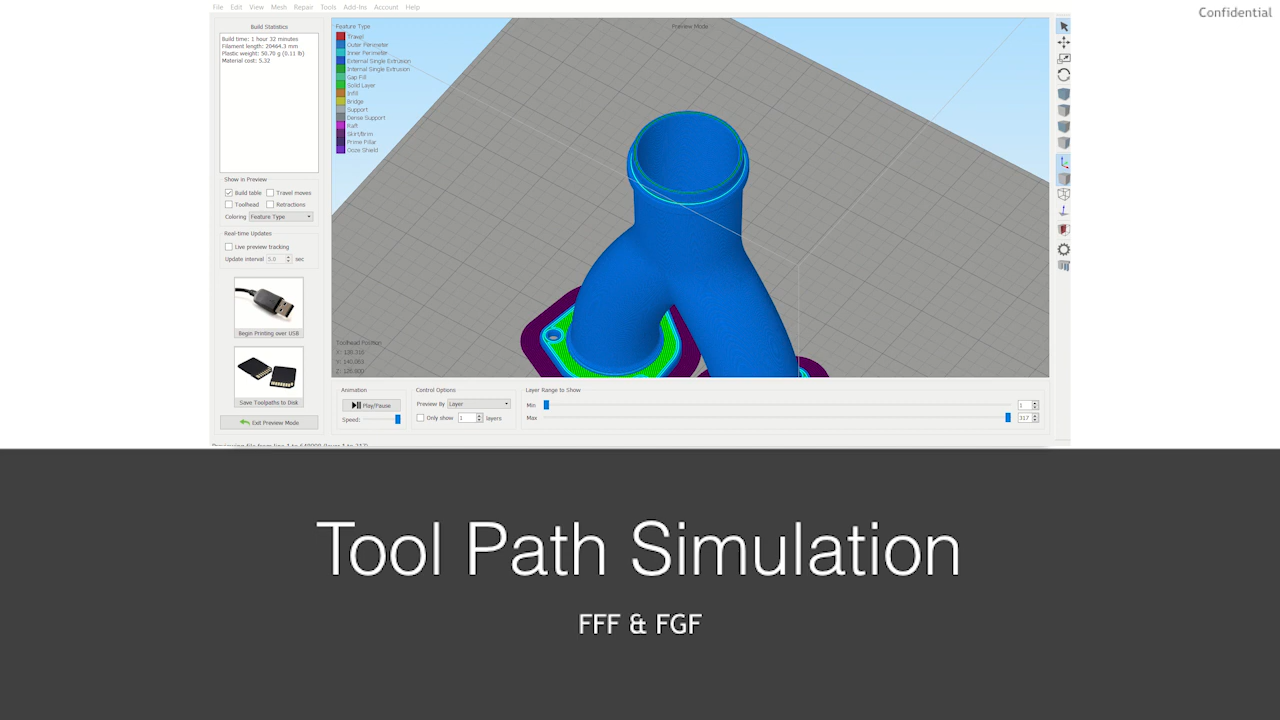 Confidential
File Edit View Mesh Repair Tools Add-Ins Account Help
Build Statistics
Build time: 1 hour 32 minutes
Filament length: 20464.3 mm
Plastic weight: 50.70 g (0.11 lb)
Material cost: 5.32
Show in Preview
Build table Travel moves
Toolhead Retractions
Coloring Feature Type
Real-time Updates
Live preview tracking
Update interval 5.0 sec
Begin Printing over USB
Save Toolpaths to Disk
Exit Preview Mode
Feature Type
Travel
Outer Perimeter
Inner Perimeter
External Single Extrusion
Internal Single Extrusion
Gap Fill
Solid Layer
Infill
Bridge
Support
Dense Support
Raft
Skirt/Brim
Prime Pillar
Ooze Shield
Preview Mode
Toolhead Position
Animation
Play/Pause
Speed:
Control Options
Preview By Layer
Only show 1 layers
Layer Range to Show
Min 1
Max 317
Tool Path Simulation
FFF & FGF